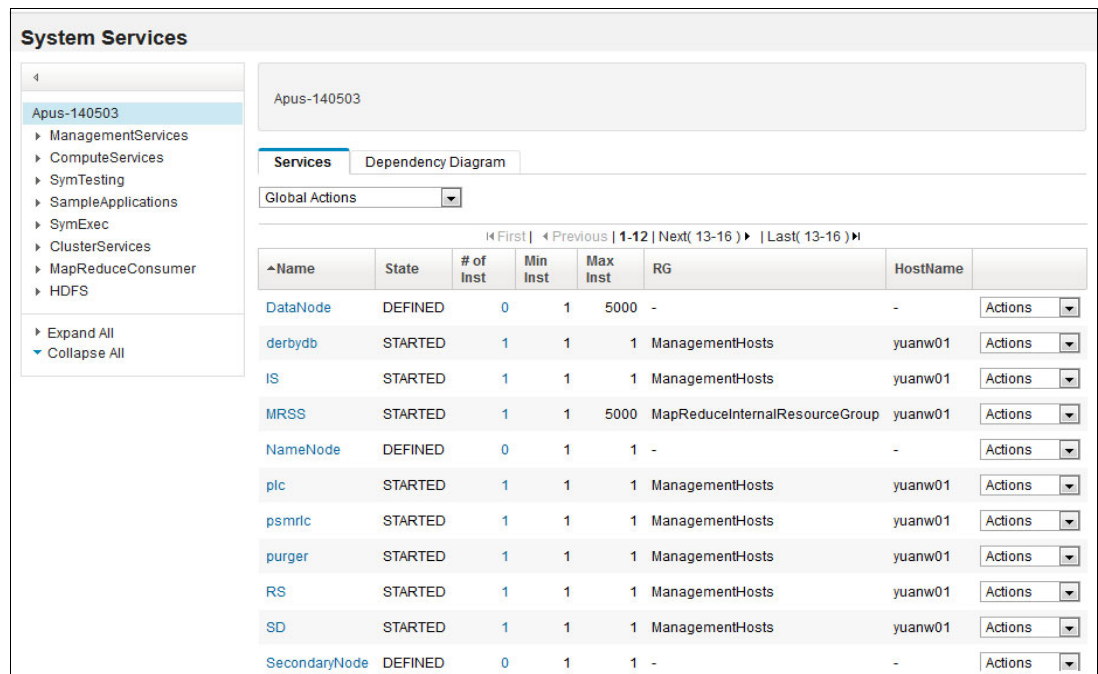 System Services
Apus-140503
ManagementServices
ComputeServices
SymTesting
SampleApplications
SymExec
ClusterServices
MapReduceConsumer
HDFS
Expand All
Collapse All
Apus-140503
Services Dependency Diagram
Global Actions
First | Previous | 1-12 | Next( 13-16 ) | Last( 13-16 )
Name State # of Inst Min Inst Max Inst RG HostName
DataNode DEFINED 0 1 5000 - - Actions
derbydb STARTED 1 1 1 ManagementHosts yuanw01 Actions
IS STARTED 1 1 1 ManagementHosts yuanw01 Actions
MRSS STARTED 1 1 5000 MapReduceInternalResourceGroup yuanw01 Actions
NameNode DEFINED 0 1 1 - - Actions
plc STARTED 1 1 1 ManagementHosts yuanw01 Actions
psmrlc STARTED 1 1 1 ManagementHosts yuanw01 Actions
purger STARTED 1 1 1 ManagementHosts yuanw01 Actions
RS STARTED 1 1 1 ManagementHosts yuanw01 Actions
SD STARTED 1 1 1 ManagementHosts yuanw01 Actions
SecondaryNode DEFINED 0 1 1 - - Actions